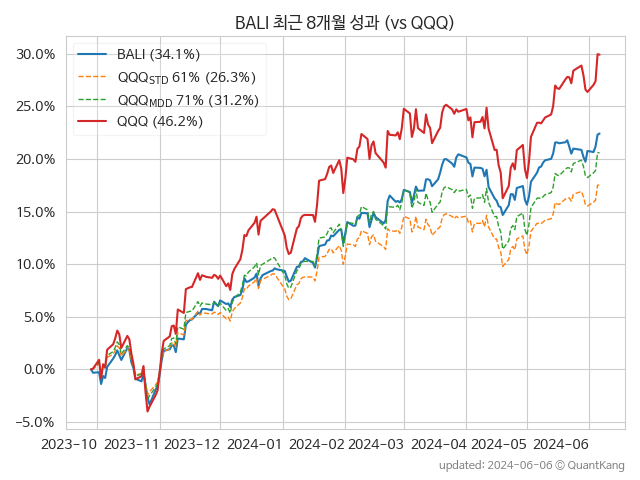 BALI 최근 8개월 성과 (vs QQQ)
BALI (34.1%)
QQQSTD 61% (26.3%)
QQQMDD 71% (31.2%)
QQQ (46.2%)
30.0%
25.0%
20.0%
15.0%
10.0%
5.0%
0.0%
−5.0%
2023−10 2023−11 2023−12 2024−01 2024−02 2024−03 2024−04 2024−05 2024−06
updated: 2024-06-06 © QuantKang